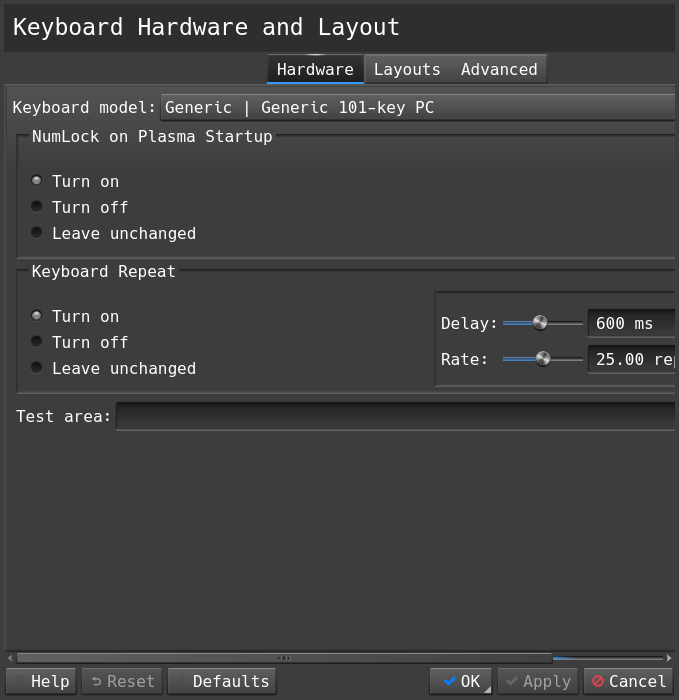 Keyboard Hardware and Layout
Hardware Layouts Advanced
Keyboard model: Generic | Generic 101-key PC
NumLock on Plasma Startup
Turn on
Turn off
Leave unchanged
Keyboard Repeat
Turn on
Turn off
Leave unchanged
Delay: 600 ms
Rate: 25.00 rep
Test area:
Help Reset Defaults OK Apply Cancel